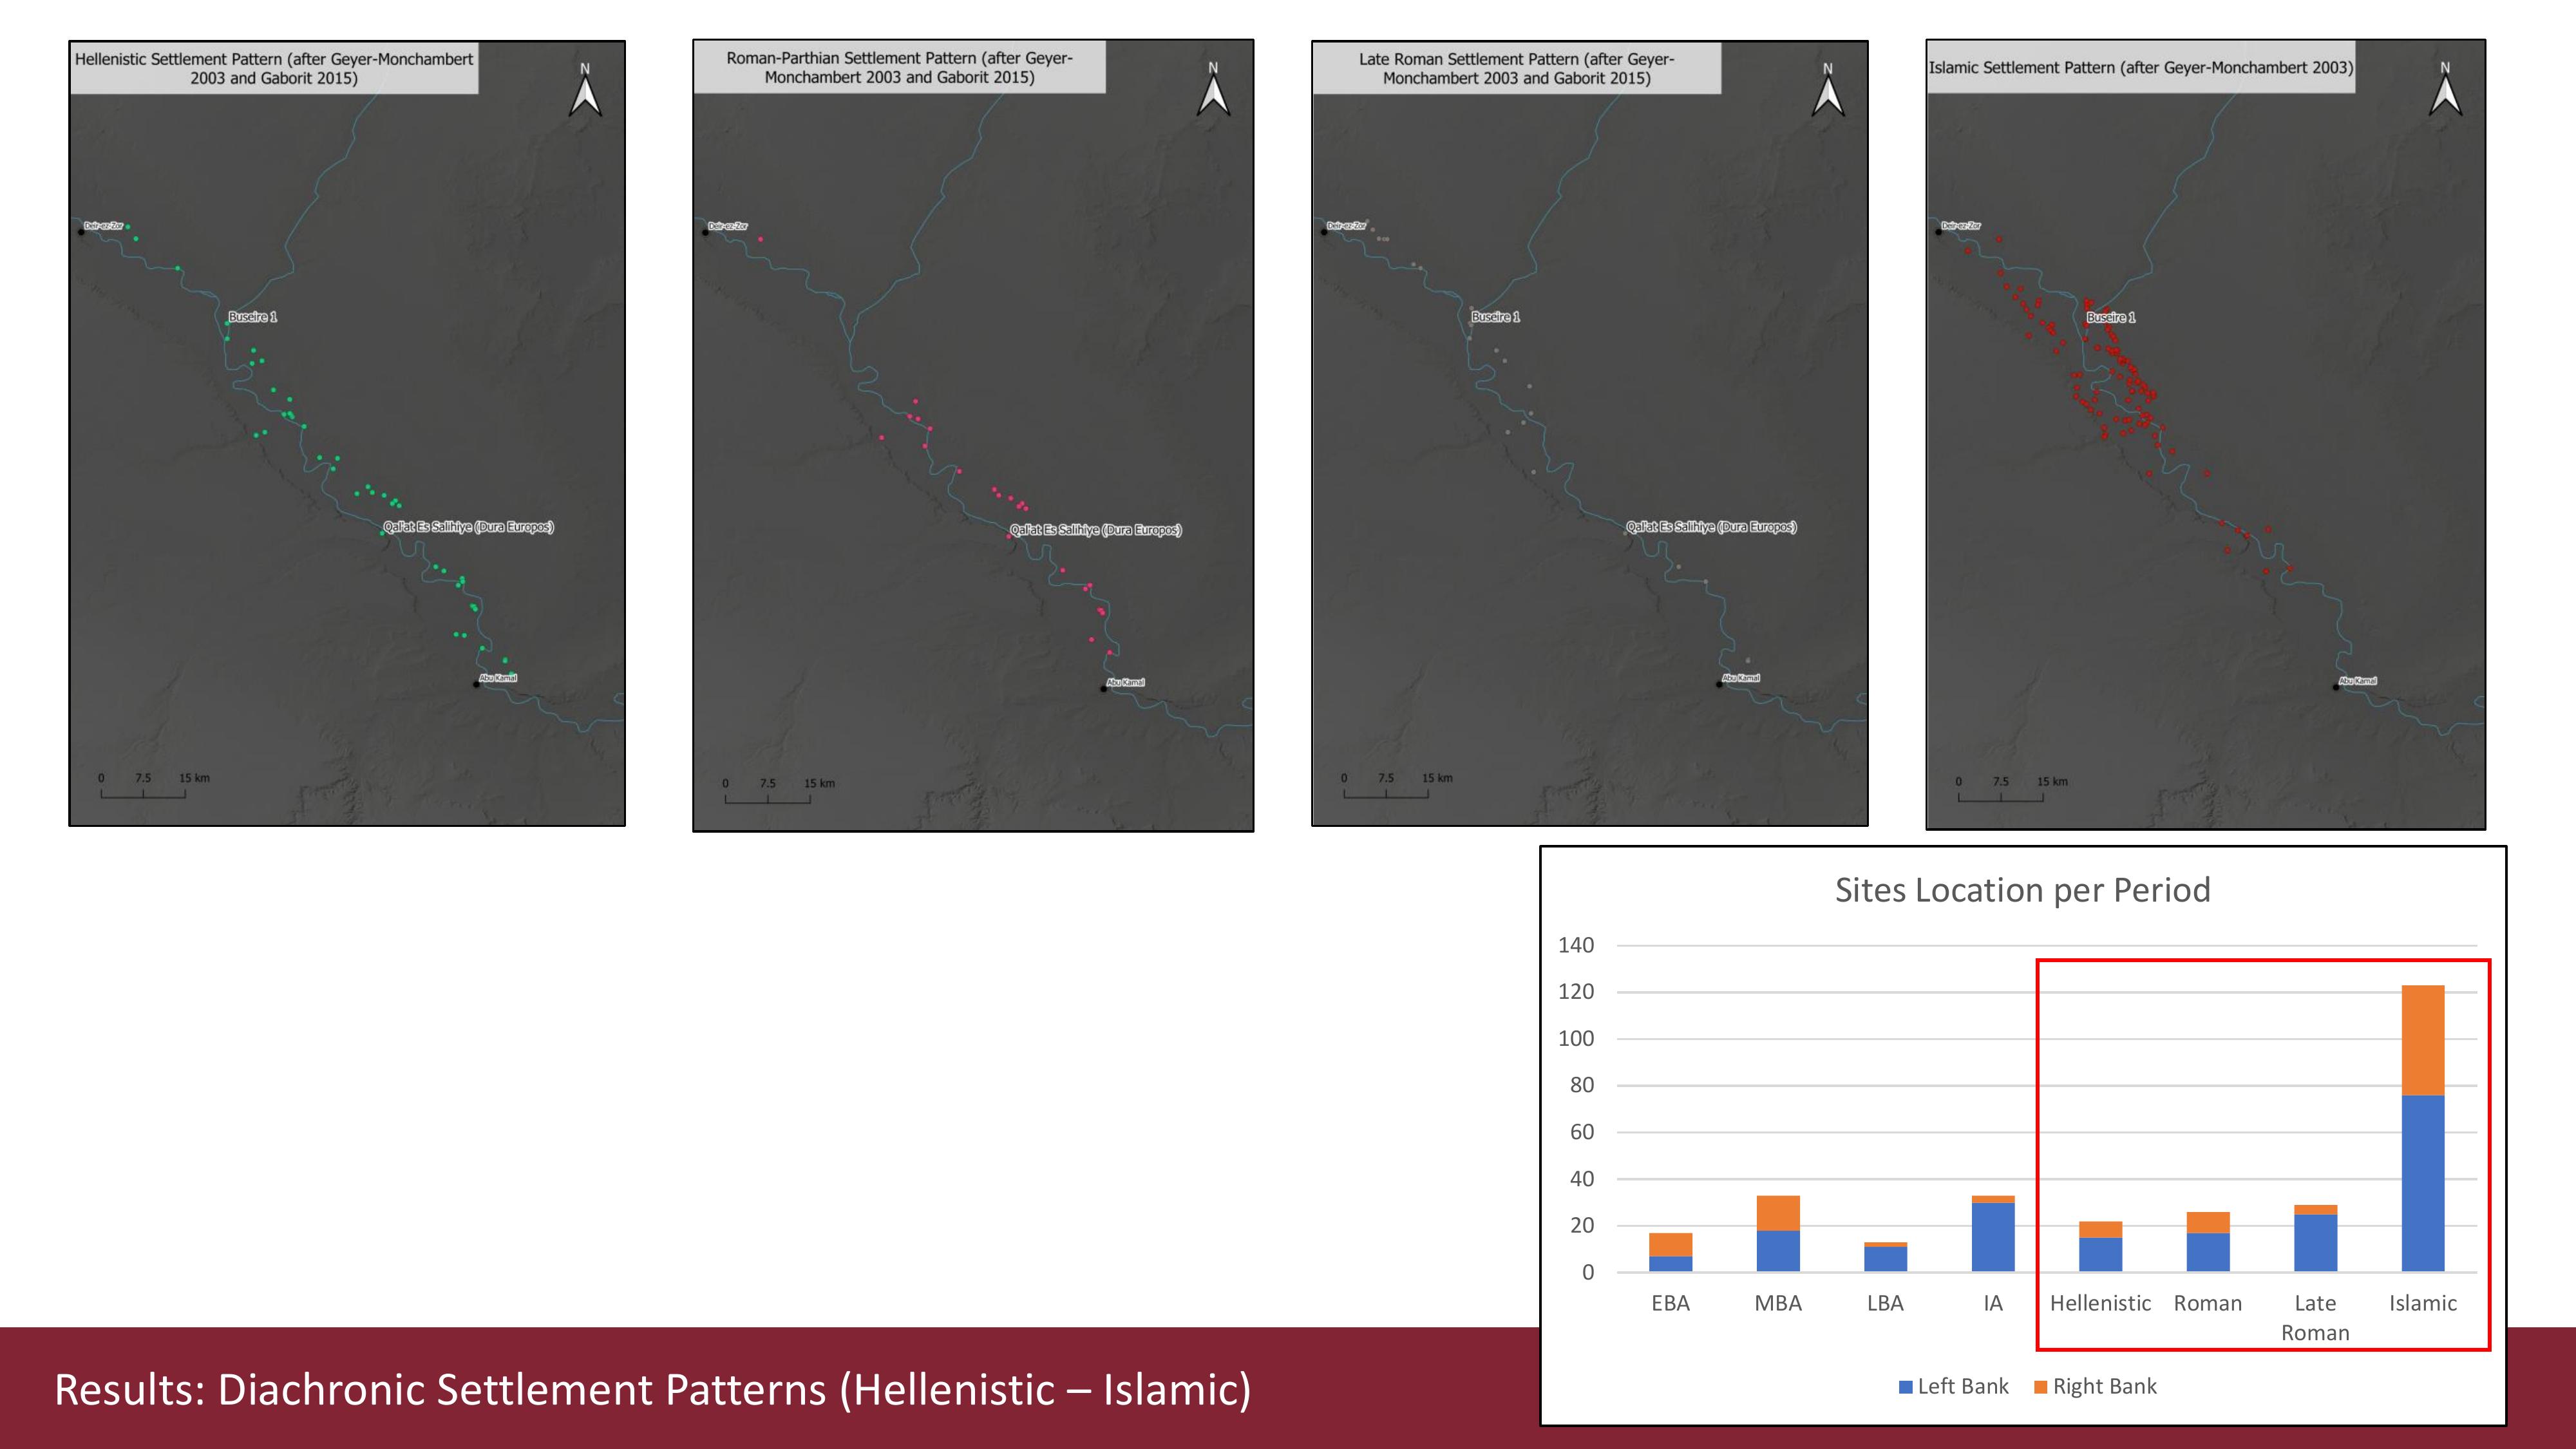 Hellenistic Settlement Pattern (after Geyer-Monchambert
2003 and Gaborit 2015)
N
Deir-ez-Zor
Buseire 1
Qal'at Es Salihiye (Dura Europos)
Abu Kamal
0 7.5 15 km
Roman-Parthian Settlement Pattern (after Geyer-
Monchambert 2003 and Gaborit 2015)
N
Deir-ez-Zor
Qal'at Es Salihiye (Dura Europos)
Abu Kamal
0 7.5 15 km
Late Roman Settlement Pattern (after Geyer-
Monchambert 2003 and Gaborit 2015)
N
Deir-ez-Zor
Buseire 1
Qal'at Es Salihiye (Dura Europos)
Abu Kamal
0 7.5 15 km
Islamic Settlement Pattern (after Geyer-Monchambert 2003)
N
Deir-ez-Zor
Buseire 1
Abu Kamal
0 7.5 15 km
Sites Location per Period
140
120
100
80
60
40
20
0
EBA MBA LBA IA Hellenistic Roman Late Islamic
Roman
Left Bank Right Bank
Results: Diachronic Settlement Patterns (Hellenistic – Islamic)